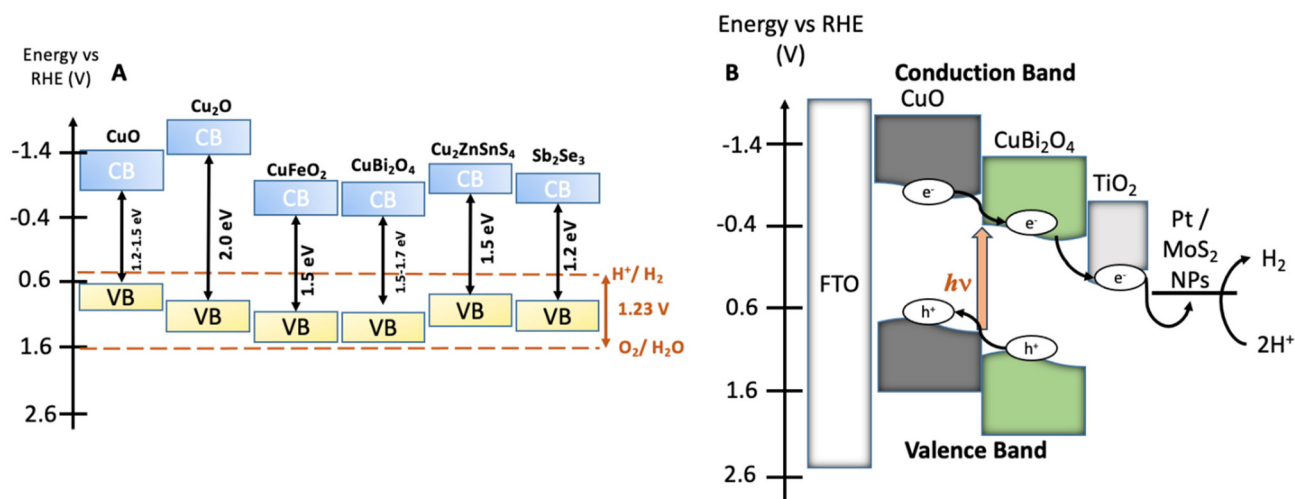 Energy vs
RHE (V)
A
-1.4
-0.4
0.6
1.6
2.6
CuO
CB
1.2-1.5 eV
VB
Cu₂O
CB
2.0 eV
VB
CuFeO₂
CB
1.5 eV
VB
CuBi₂O₄
CB
1.5-1.7 eV
VB
Cu₂ZnSnS₄
CB
1.5 eV
VB
Sb₂Se₃
CB
1.2 eV
VB
H⁺/ H₂
1.23 V
O₂/ H₂O
Energy vs RHE
(V)
B
-1.4
-0.4
0.6
1.6
2.6
FTO
Conduction Band
CuO
CuBi₂O₄
TiO₂
e⁻
e⁻
e⁻
Pt /
MoS₂
NPs
H₂
2H⁺
hν
h⁺
h⁺
Valence Band